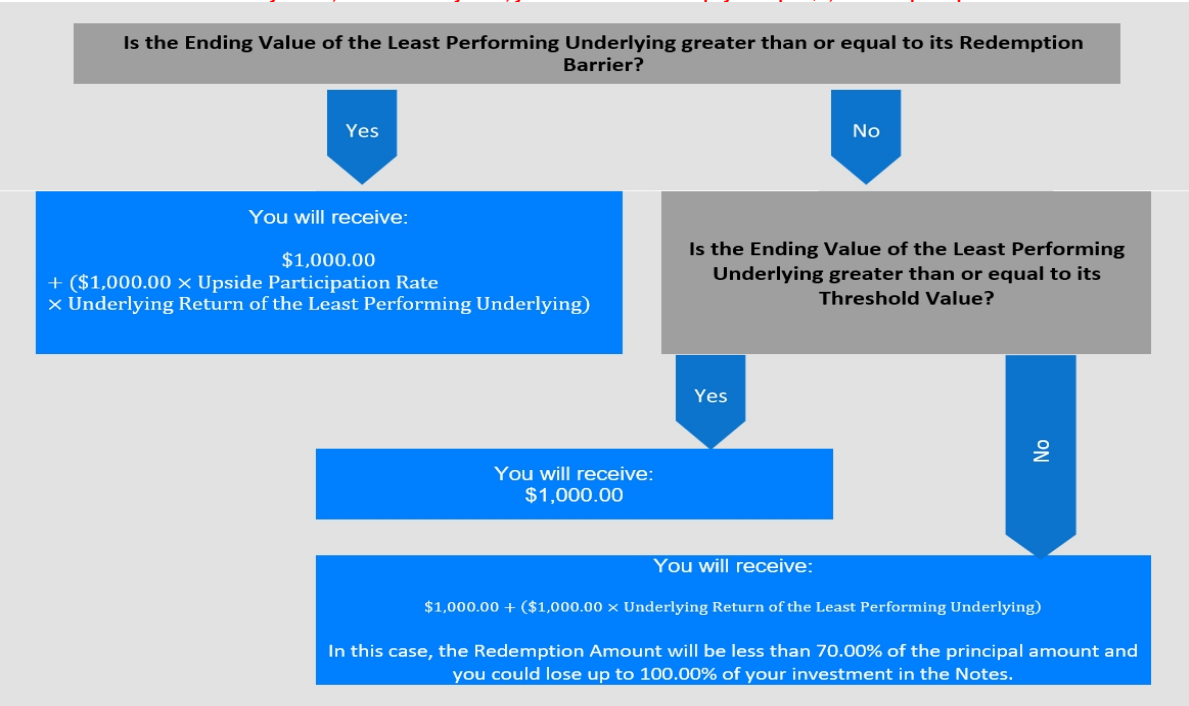 Is the Ending Value of the Least Performing Underlying greater than or equal to its Redemption
Barrier?
Yes
No
You will receive:
$1,000.00
+ ($1,000.00 × Upside Participation Rate
× Underlying Return of the Least Performing Underlying)
Is the Ending Value of the Least Performing
Underlying greater than or equal to its
Threshold Value?
Yes
No
You will receive:
$1,000.00
You will receive:
$1,000.00 + ($1,000.00 × Underlying Return of the Least Performing Underlying)
In this case, the Redemption Amount will be less than 70.00% of the principal amount and
you could lose up to 100.00% of your investment in the Notes.